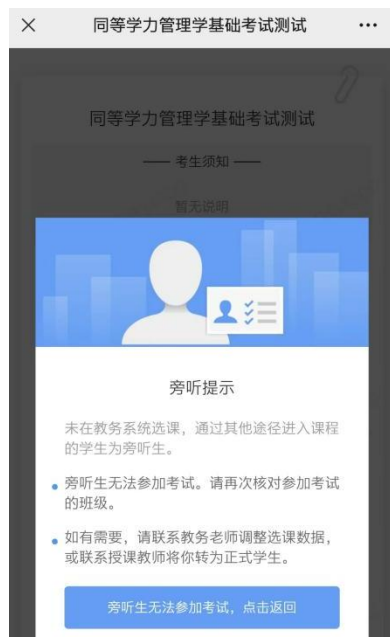 同等学力管理学基础考试测试
同等学力管理学基础考试测试
考生须知
暂无说明
旁听提示
未在教务系统选课，通过其他途径进入课程
的学生为旁听生。
旁听生无法参加考试。请再次核对参加考试
的班级。
如有需要，请联系教务老师调整选课数据，
或联系授课教师将你转为正式学生。
旁听生无法参加考试，点击返回